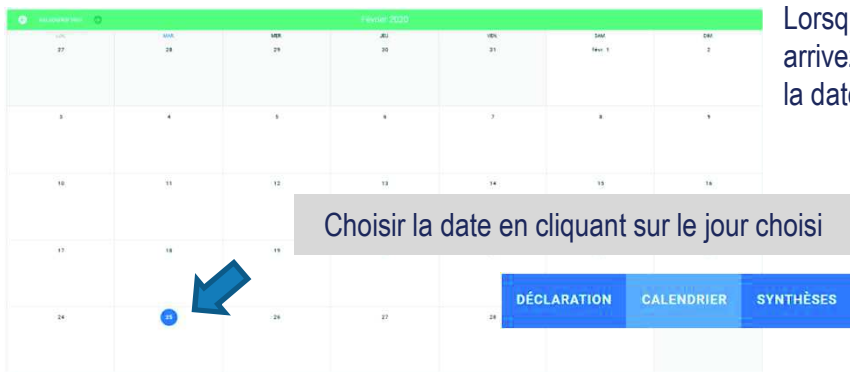 Février 2020
Lorsq
MAR MER JEU VEN SAM DIM
27 28 29 30 31 févr. 1 2
arrive
la date
3 4 5 6 7 8 9
10 11 12 13 14 15 16
Choisir la date en cliquant sur le jour choisi
17 18 19
DÉCLARATION CALENDRIER SYNTHÈSES
24 25 26 27 28